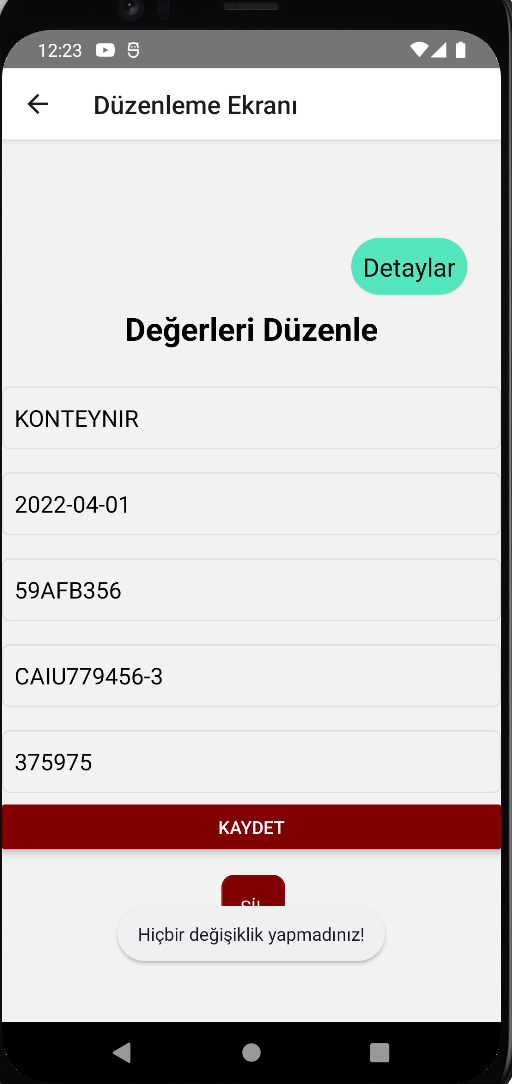 12:23
Düzenleme Ekranı
Detaylar
Değerleri Düzenle
KONTEYNIR
2022-04-01
59AFB356
CAIU779456-3
375975
KAYDET
SİL
Hiçbir değişiklik yapmadınız!